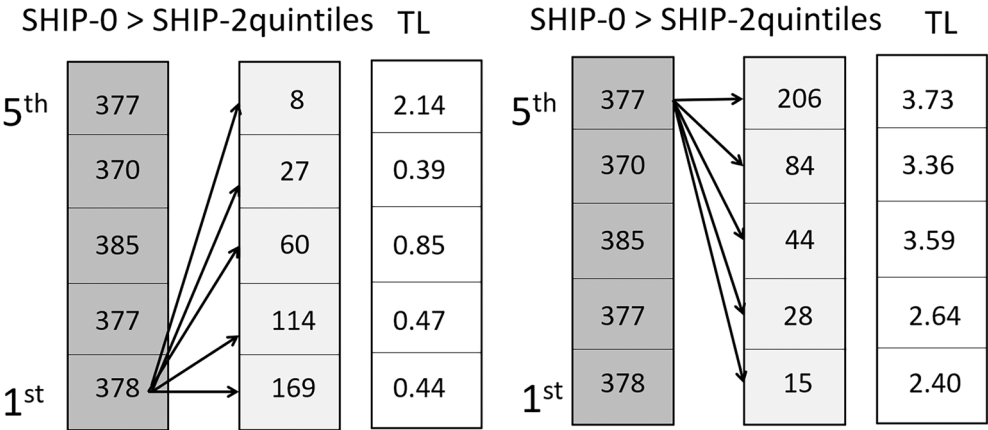 SHIP-0 > SHIP-2quintiles TL
5th 377 8 2.14
370 27 0.39
385 60 0.85
377 114 0.47
1st 378 169 0.44
SHIP-0 > SHIP-2quintiles TL
5th 377 206 3.73
370 84 3.36
385 44 3.59
377 28 2.64
1st 378 15 2.40